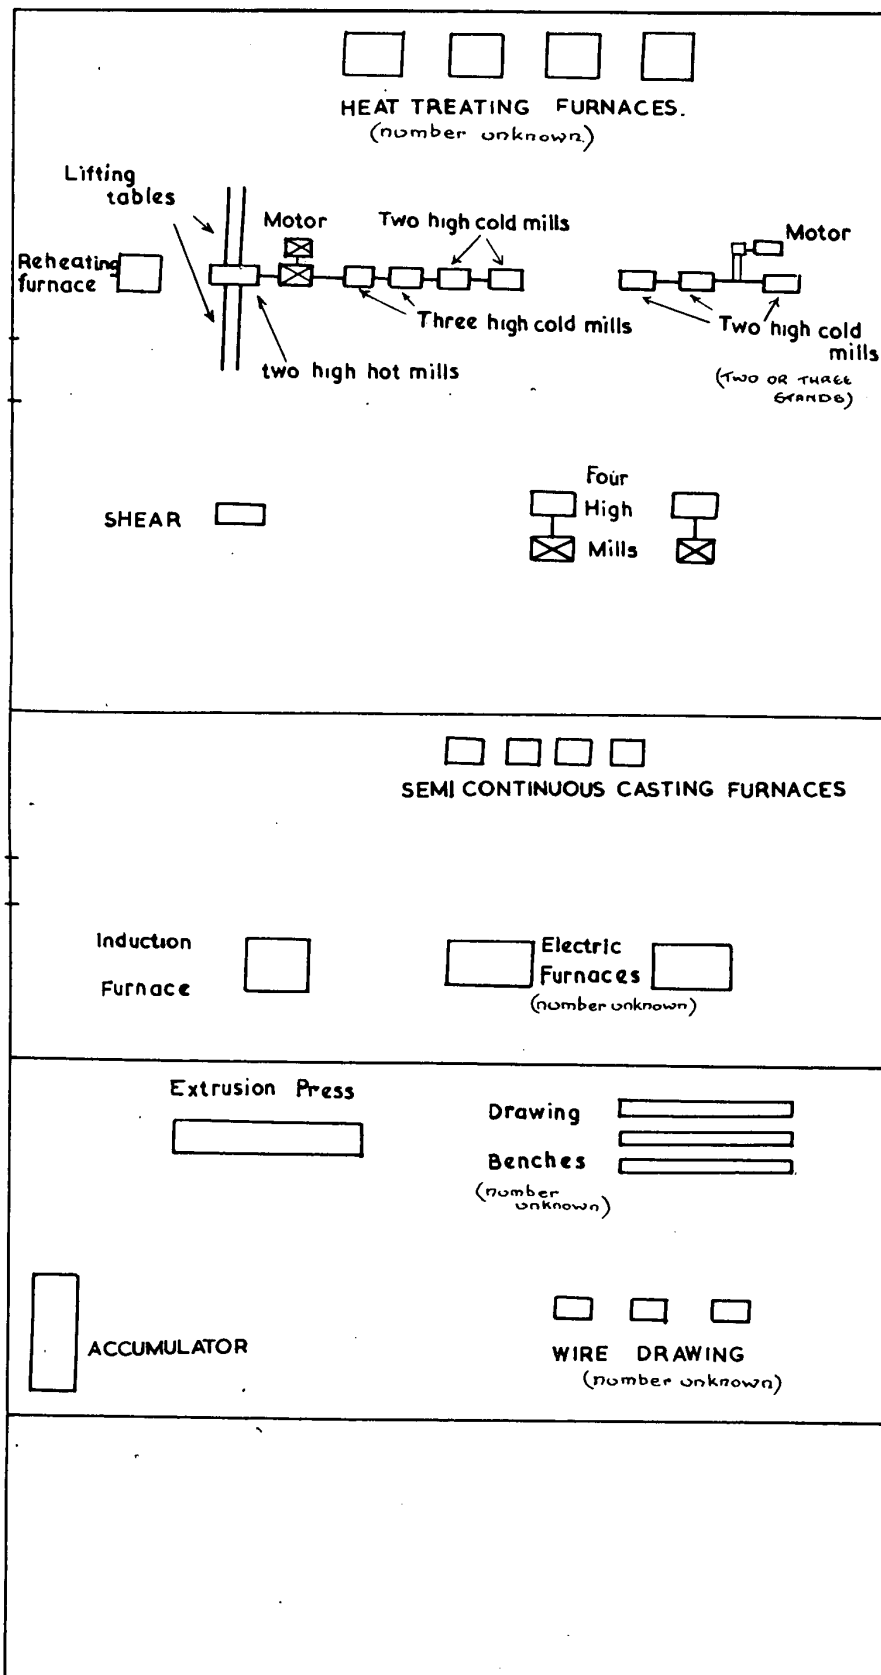 HEAT TREATING FURNACES.
(number unknown.)
Lifting
tables
Motor
Two high cold mills
Motor
Reheating
furnace
Three high cold mills
Two high cold
mills
two high hot mills
(TWO OR THREE
STANDS)
Four
SHEAR
High
Mills
SEMI CONTINUOUS CASTING FURNACES
Induction
Furnace
Electric
Furnaces
(number unknown)
Extrusion Press
Drawing
Benches
(number
unknown)
ACCUMULATOR
WIRE DRAWING
(number unknown)